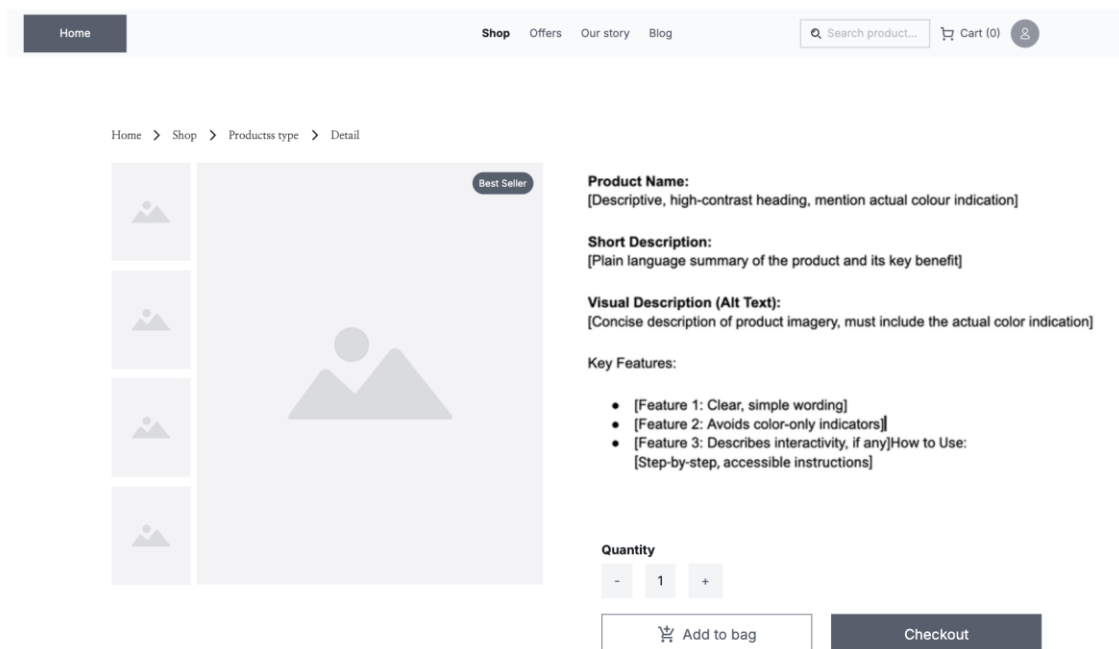 Home
Shop Offers Our story Blog
Search product...
Cart (0)
Home > Shop > Productss type > Detail
Best Seller
Product Name:
[Descriptive, high-contrast heading, mention actual colour indication]
Short Description:
[Plain language summary of the product and its key benefit]
Visual Description (Alt Text):
[Concise description of product imagery, must include the actual color indication]
Key Features:
● [Feature 1: Clear, simple wording]
● [Feature 2: Avoids color-only indicators]
● [Feature 3: Describes interactivity, if any]How to Use:
[Step-by-step, accessible instructions]
Quantity
- 1 +
Add to bag
Checkout